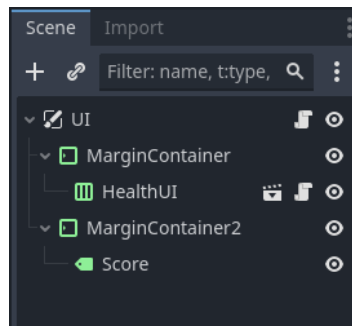 Scene Import
Filter: name, t:type,
UI
MarginContainer
HealthUI
MarginContainer2
Score